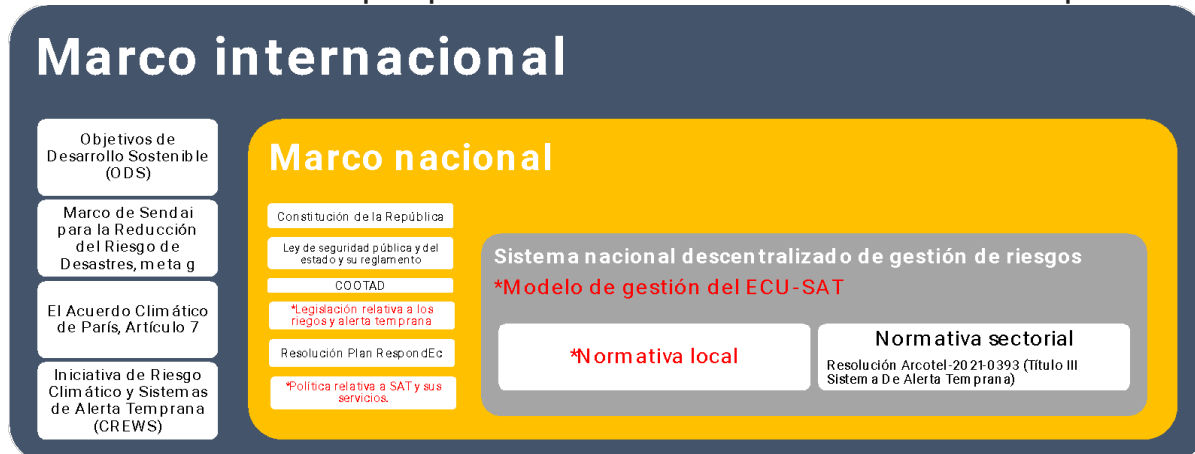 Marco internacional
Objetivos de
Desarrollo Sostenible
(ODS)
Marco de Sendai
para la Reducción
del Riesgo de
Desastres, meta g
El Acuerdo Climático
de París, Artículo 7
Iniciativa de Riesgo
Climático y Sistemas
de Alerta Temprana
(CREWS)
Marco nacional
Constitución de la República
Ley de seguridad pública y del
estado y su reglamento
COOTAD
*Legislación relativa a los
riegos y alerta temprana
Resolución Plan RespondEc
*Política relativa a SAT y sus
servicios.
Sistema nacional descentralizado de gestión de riesgos
*Modelo de gestión del ECU-SAT
*Normativa local
Normativa sectorial
Resolución Arcotel-2021-0393 (Título III
Sistema De Alerta Temprana)